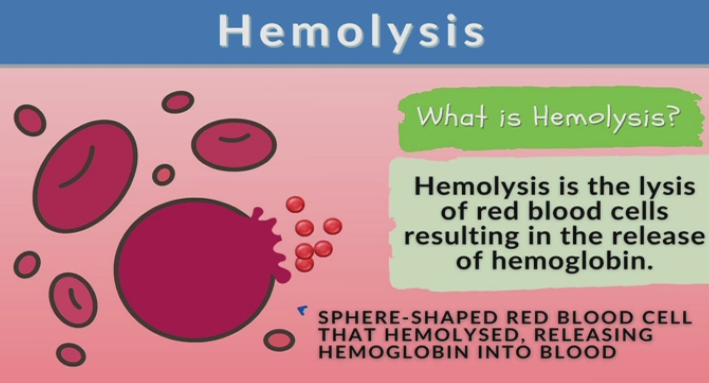 Hemolysis
What is Hemolysis?
Hemolysis is the lysis
of red blood cells
resulting in the release
of hemoglobin.
SPHERE-SHAPED RED BLOOD CELL
THAT HEMOLYSED, RELEASING
HEMOGLOBIN INTO BLOOD